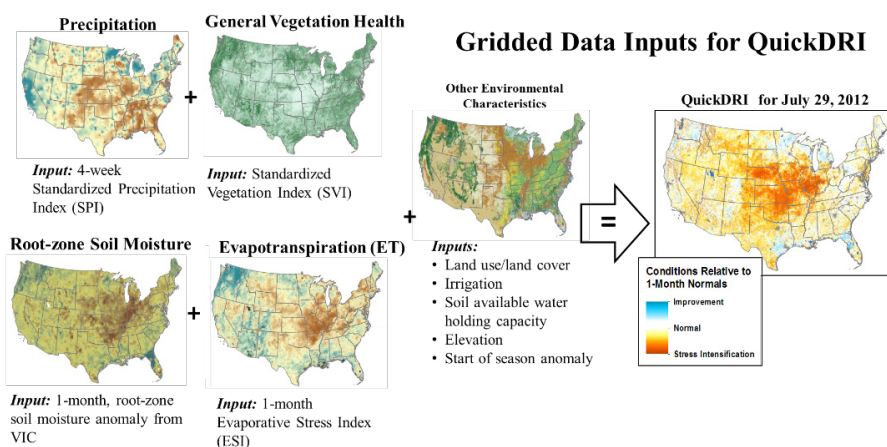 Gridded Data Inputs for QuickDRI
Precipitation
+
General Vegetation Health
Input: 4-week
Standardized Precipitation
Index (SPI)
Input: Standardized
Vegetation Index (SVI)
Root-zone Soil Moisture
+
Evapotranspiration (ET)
Input: 1-month, root-zone
soil moisture anomaly from
VIC
Input: 1-month
Evaporative Stress Index
(ESI)
+
Other Environmental
Characteristics
Inputs:
• Land use/land cover
• Irrigation
• Soil available water
holding capacity
• Elevation
• Start of season anomaly
=
QuickDRI for July 29, 2012
Conditions Relative to
1-Month Normals
Improvement
Normal
Stress Intensification